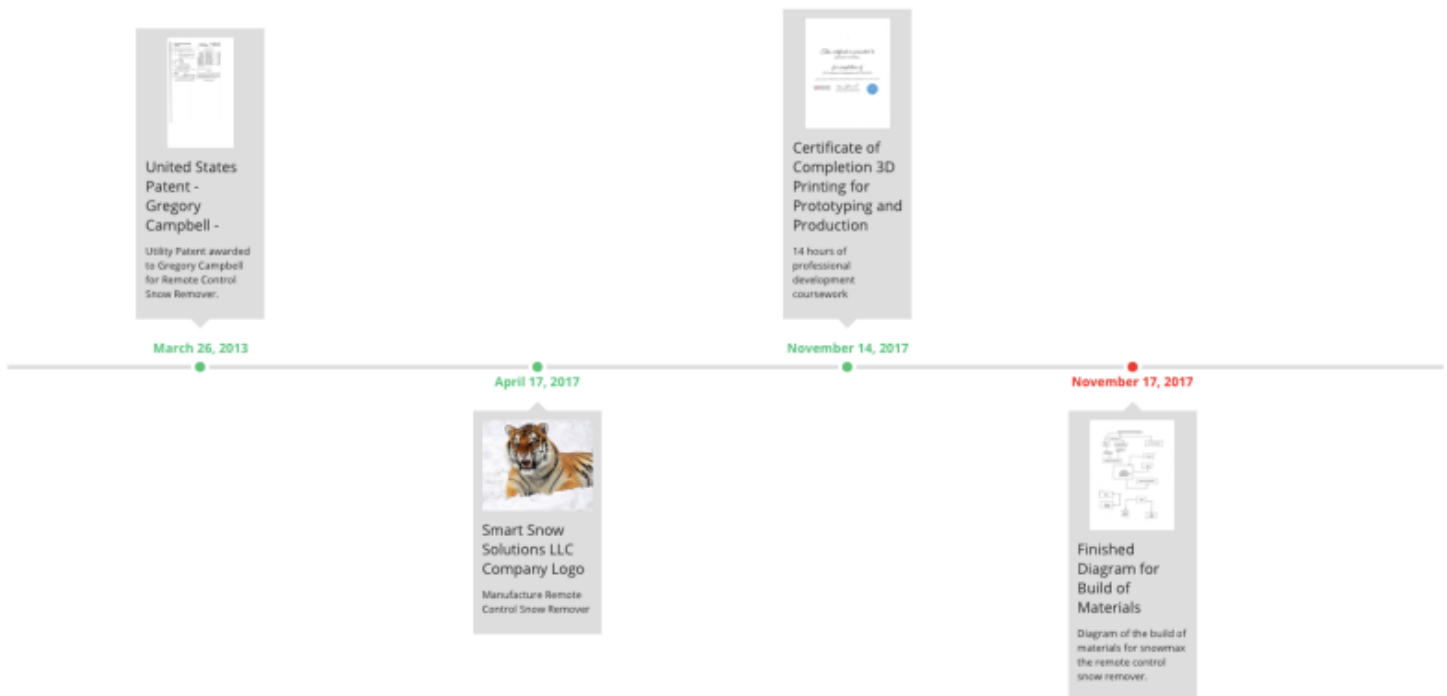 United States
Patent -
Gregory
Campbell -
Utility Patent awarded
to Gregory Campbell
for Remote Control
Snow Remover.
March 26, 2013
April 17, 2017
Smart Snow
Solutions LLC
Company Logo
Manufacture Remote
Control Snow Remover
Certificate of
Completion 3D
Printing for
Prototyping and
Production
14 hours of
professional
development
coursework
November 14, 2017
November 17, 2017
Finished
Diagram for
Build of
Materials
Diagram of the build of
materials for snowmax
the remote control
snow remover.